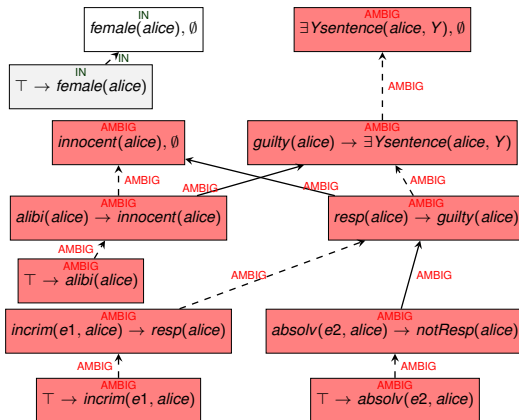 IN
female(alice), ∅
IN
IN
⊤ → female(alice)
AMBIG
∃Ysentence(alice, Y), ∅
AMBIG
AMBIG
innocent(alice), ∅
AMBIG
guilty(alice) → ∃Ysentence(alice, Y)
AMBIG
AMBIG
AMBIG
AMBIG
AMBIG
alibi(alice) → innocent(alice)
AMBIG
resp(alice) → guilty(alice)
AMBIG
AMBIG
⊤ → alibi(alice)
AMBIG
AMBIG
AMBIG
incrim(e1, alice) → resp(alice)
AMBIG
absolv(e2, alice) → notResp(alice)
AMBIG
AMBIG
AMBIG
⊤ → incrim(e1, alice)
AMBIG
⊤ → absolv(e2, alice)